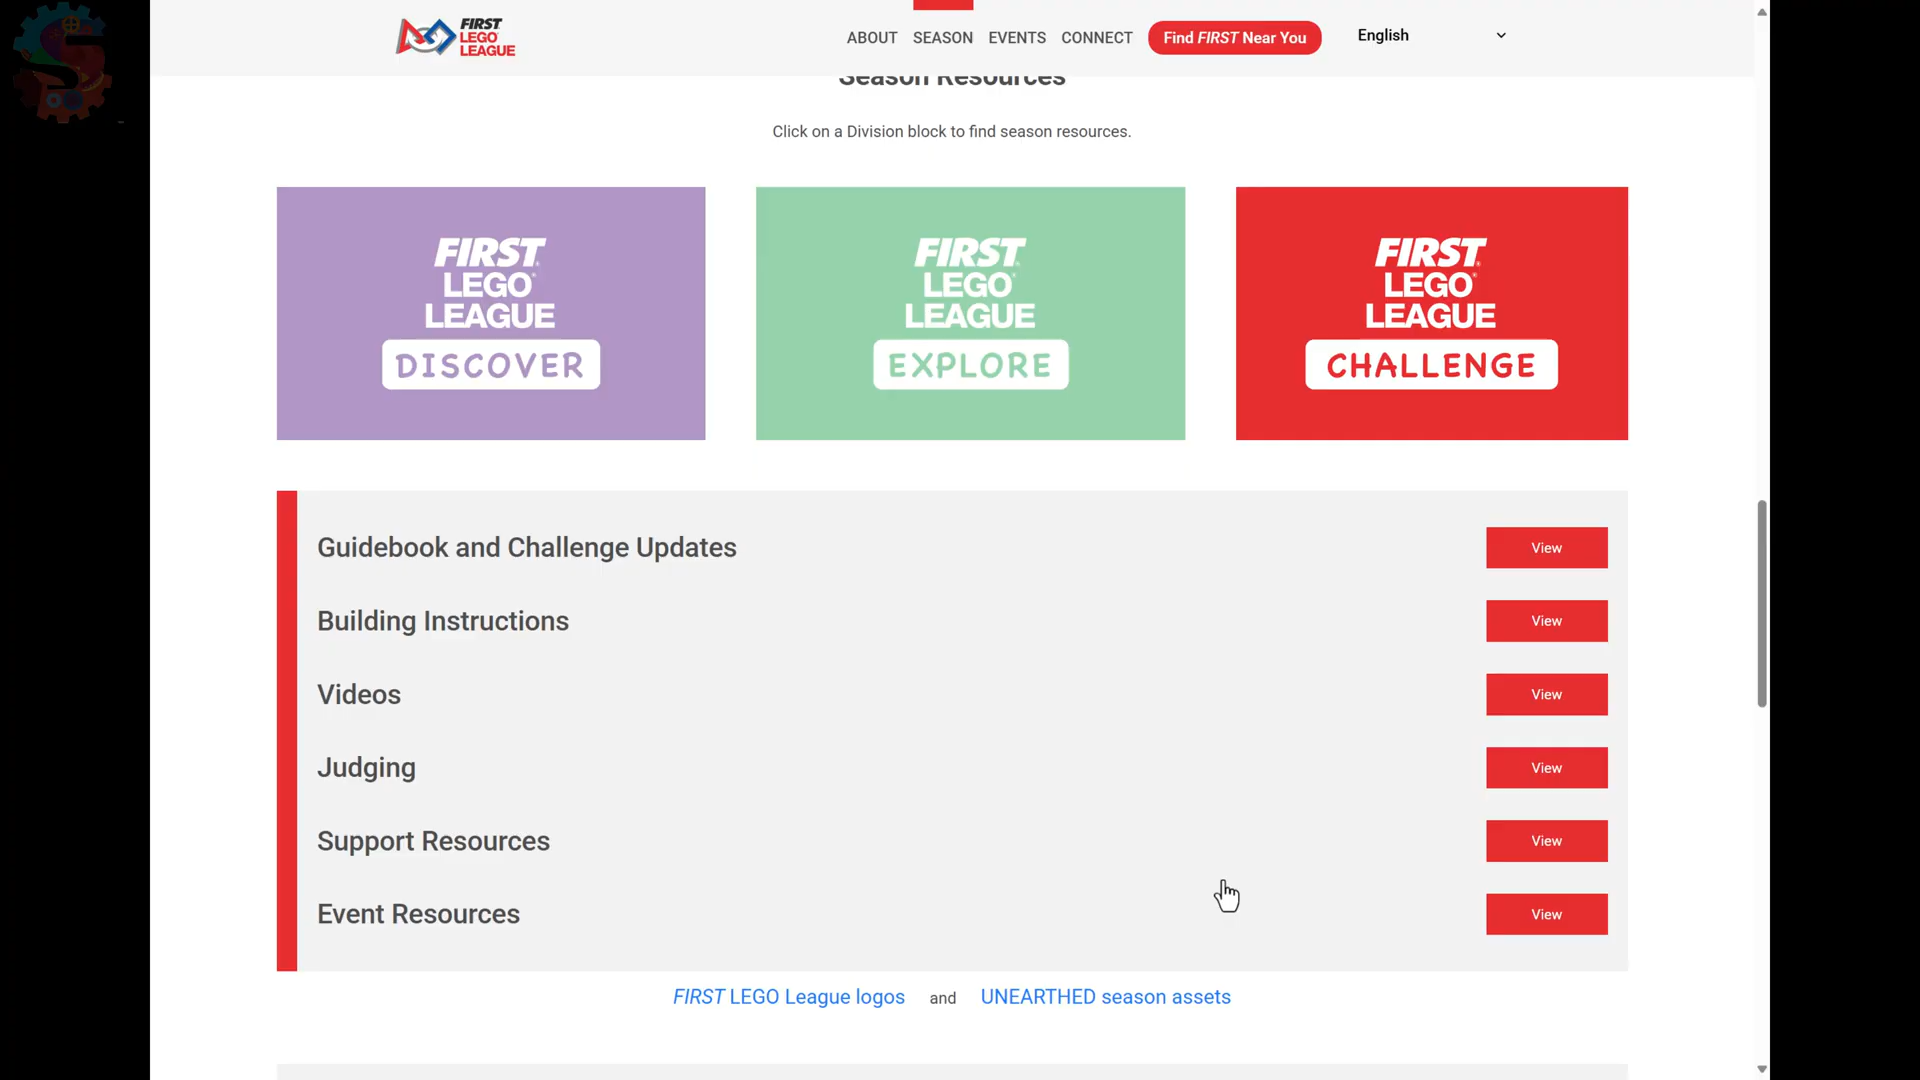 FIRST
LEGO
LEAGUE
ABOUT SEASON EVENTS CONNECT Find FIRST Near You English
Season Resources
Click on a Division block to find season resources.
FIRST
LEGO
LEAGUE
DISCOVER
FIRST
LEGO
LEAGUE
EXPLORE
FIRST
LEGO
LEAGUE
CHALLENGE
Guidebook and Challenge Updates View
Building Instructions View
Videos View
Judging View
Support Resources View
Event Resources View
FIRST LEGO League logos and UNEARTHED season assets